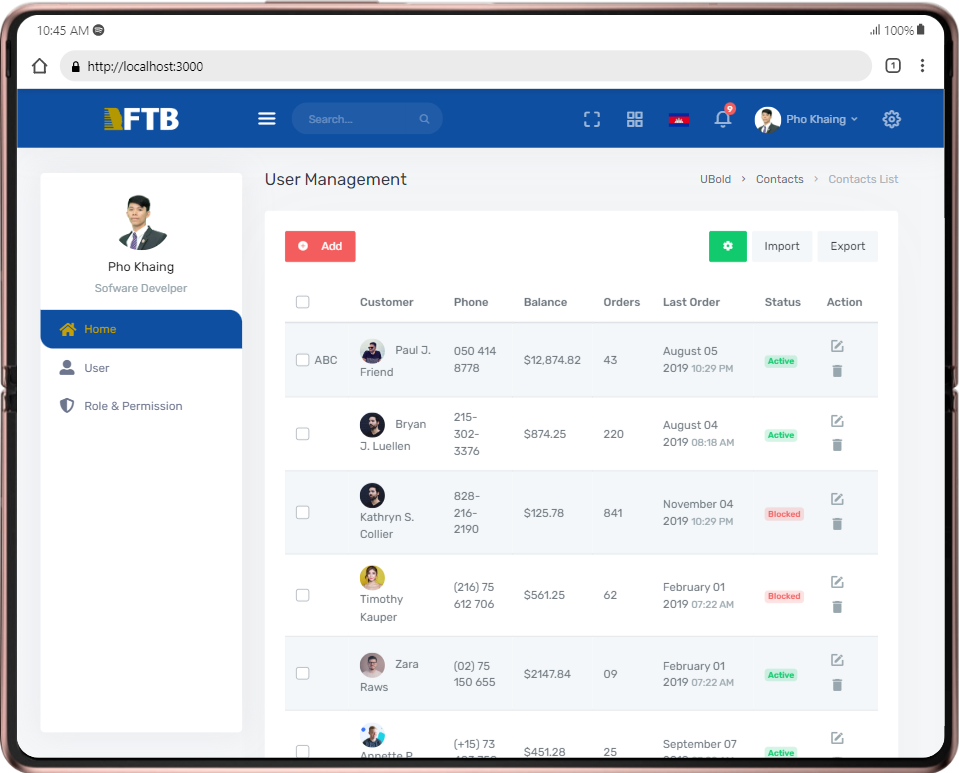 10:45 AM
100%
http://localhost:3000
1
FTB
Search...
9
Pho Khaing
User Management
UBold > Contacts > Contacts List
Pho Khaing
Sofware Develper
Home
User
Role & Permission
Add
Import
Export
Customer Phone Balance Orders Last Order Status Action
ABC
Paul J.
Friend
050 414
8778
$12,874.82
43
August 05
2019 10:29 PM
Active
Bryan
J. Luellen
215-
302-
3376
$874.25
220
August 04
2019 08:18 AM
Active
Kathryn S.
Collier
828-
216-
2190
$125.78
841
November 04
2019 10:29 PM
Blocked
Timothy
Kauper
(216) 75
612 706
$561.25
62
February 01
2019 07:22 AM
Blocked
Zara
Raws
(02) 75
150 655
$2147.84
09
February 01
2019 07:22 AM
Active
Annette P.
(+15) 73
$451.28
25
September 07
Active